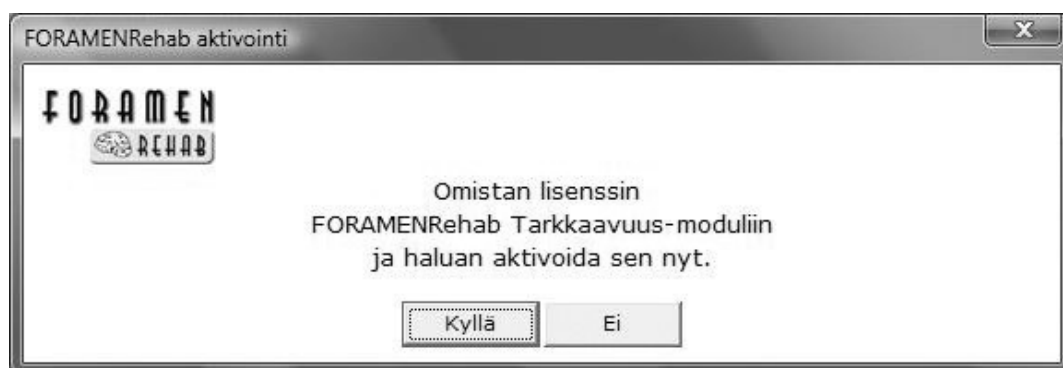 FORAMENRehab aktivointi
FORAMEN
REHAB
Omistan lisenssin
FORAMENRehab Tarkkaavuus-moduliin
ja haluan aktivoida sen nyt.
Kyllä Ei